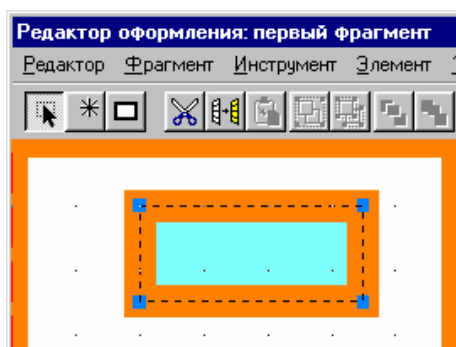 Редактор оформления: первый фрагмент
Редактор Фрагмент Инструмент Элемент